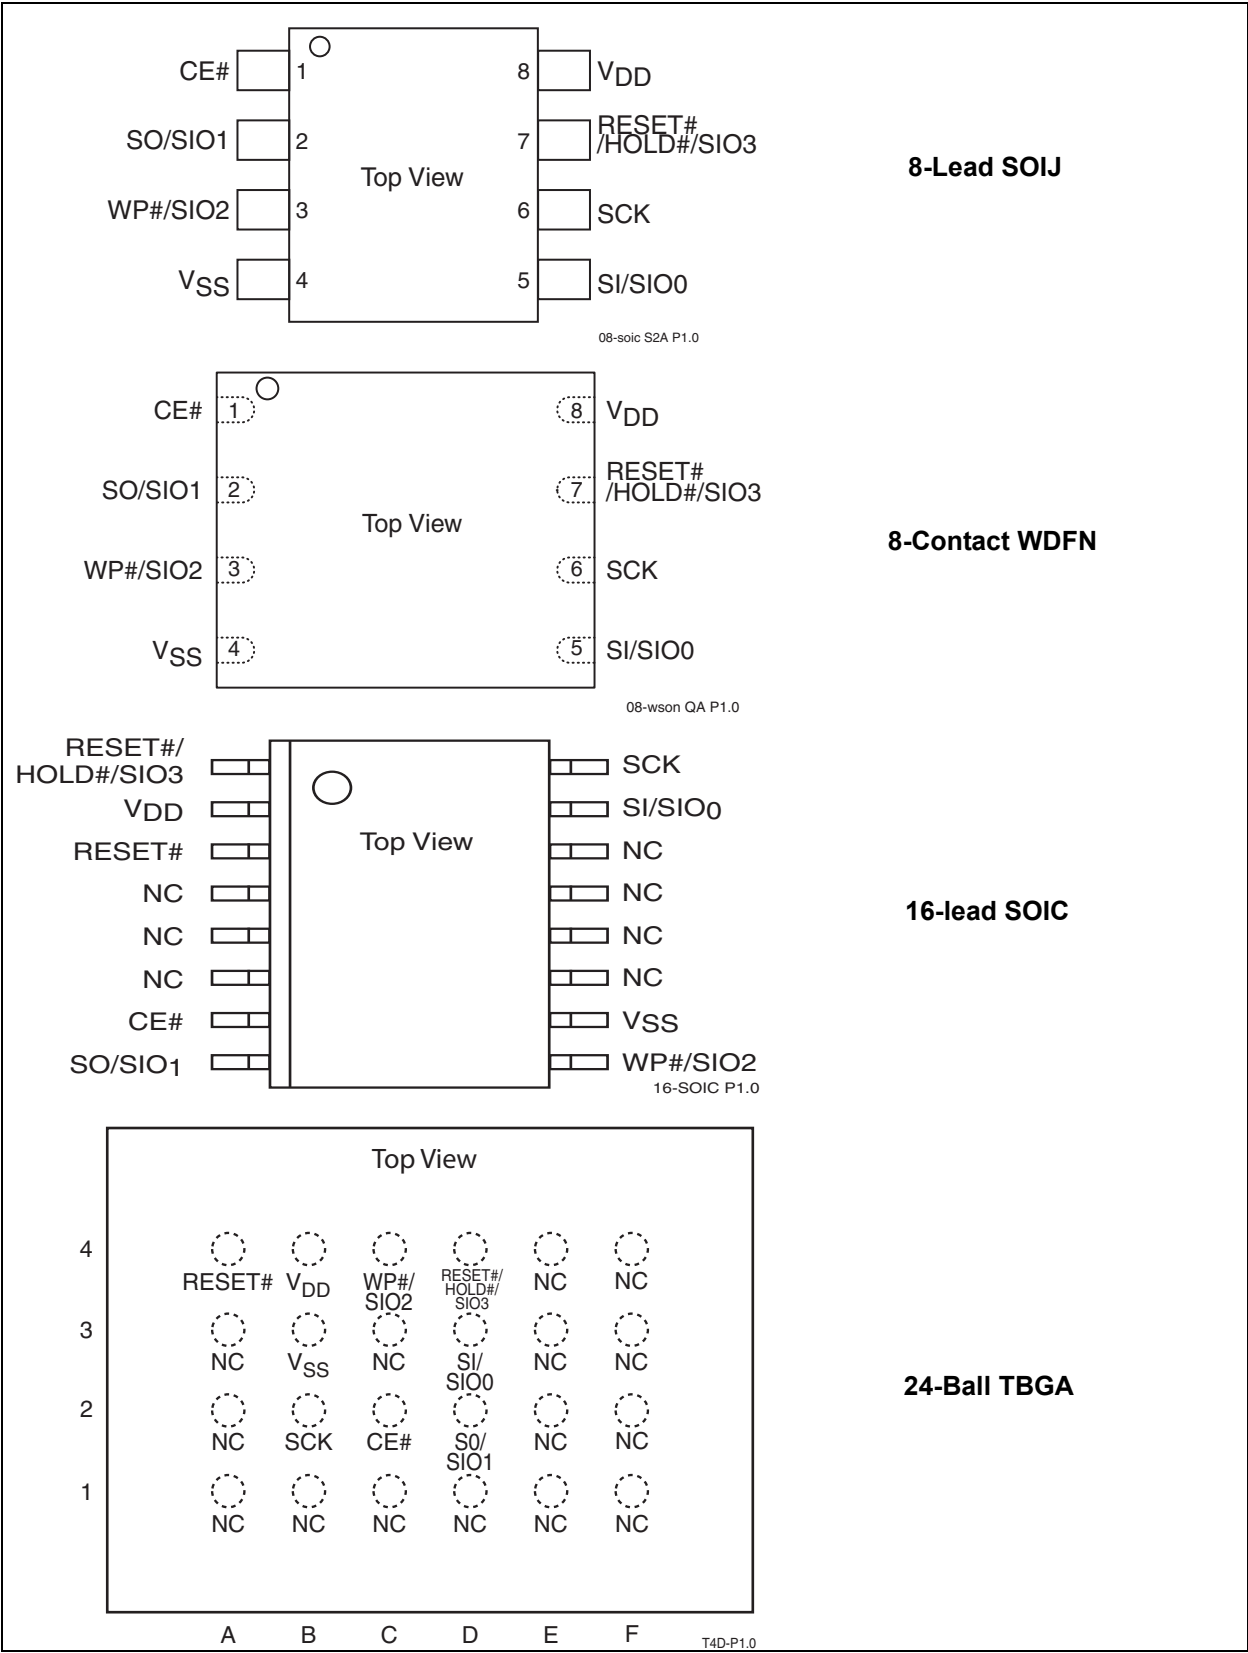 CE# 1 8 VDD
SO/SIO1 2 7 RESET#
/HOLD#/SIO3
Top View
8-Lead SOIJ
WP#/SIO2 3 6 SCK
VSS 4 5 SI/SIO0
08-soic S2A P1.0
CE# 1 8 VDD
SO/SIO1 2 7 RESET#
/HOLD#/SIO3
Top View
8-Contact WDFN
WP#/SIO2 3 6 SCK
VSS 4 5 SI/SIO0
08-wson QA P1.0
RESET#/
HOLD#/SIO3 SCK
VDD SI/SIO0
Top View
RESET# NC
NC NC
16-lead SOIC
NC NC
NC NC
CE# VSS
SO/SIO1 WP#/SIO2
16-SOIC P1.0
Top View
4
RESET# VDD WP#/
SIO2 RESET#/
HOLD#/
SIO3 NC NC
3
NC VSS NC SI/
SIO0 NC NC
24-Ball TBGA
2
NC SCK CE# S0/
SIO1 NC NC
1
NC NC NC NC NC NC
A B C D E F
T4D-P1.0